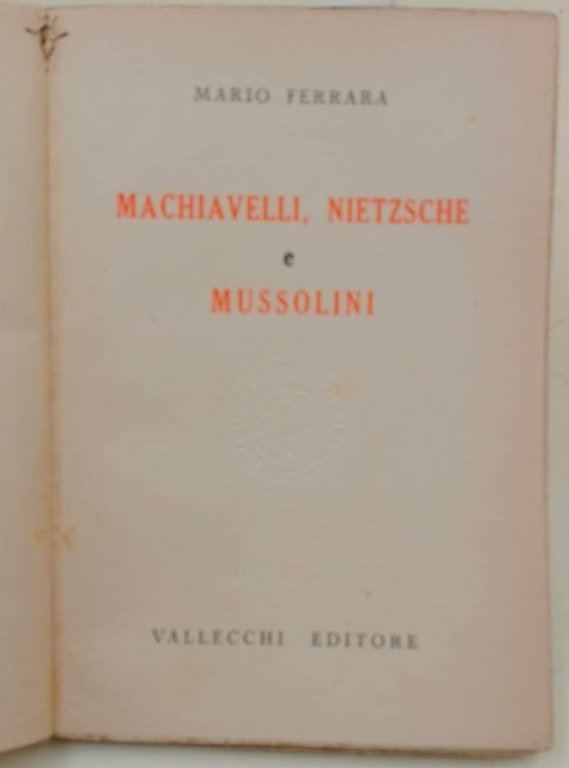 MARIO FERRARA
MACHIAVELLI, NIETZSCHE
e
MUSSOLINI
VALLECCHI EDITORE